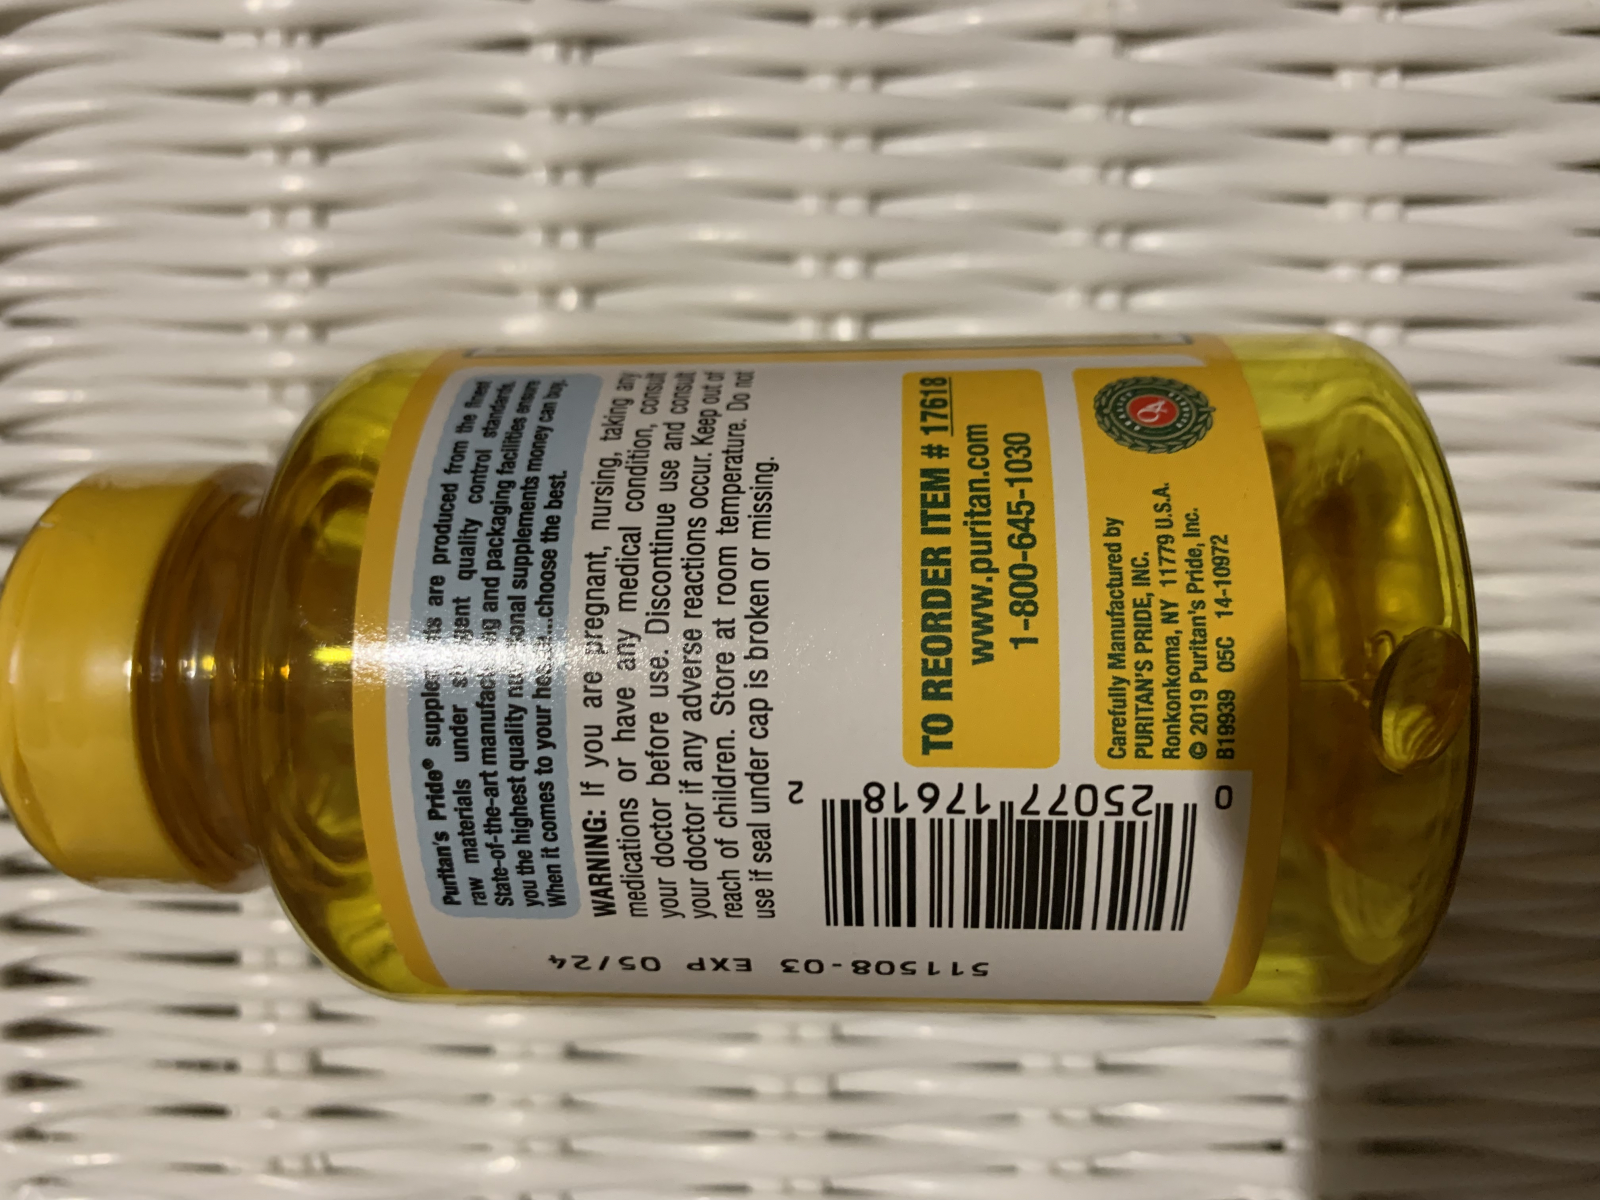 Puritan's Pride® supplements are produced from the finest
raw materials under stringent quality control standards.
State-of-the-art manufacturing and packaging facilities ensure
you the highest quality nutritional supplements money can buy.
When it comes to your health...choose the best.
WARNING: If you are pregnant, nursing, taking any
medications or have any medical condition, consult
your doctor before use. Discontinue use and consult
your doctor if any adverse reactions occur. Keep out of
reach of children. Store at room temperature. Do not
use if seal under cap is broken or missing.
TO REORDER ITEM # 17618
www.puritan.com
1-800-645-1030
Carefully Manufactured by
PURITAN'S PRIDE, INC.
Ronkonkoma, NY 11779 U.S.A.
© 2019 Puritan's Pride, Inc.
B19939 05C 14-10972
0 25077 17618 2
511508-03 EXP 05/24